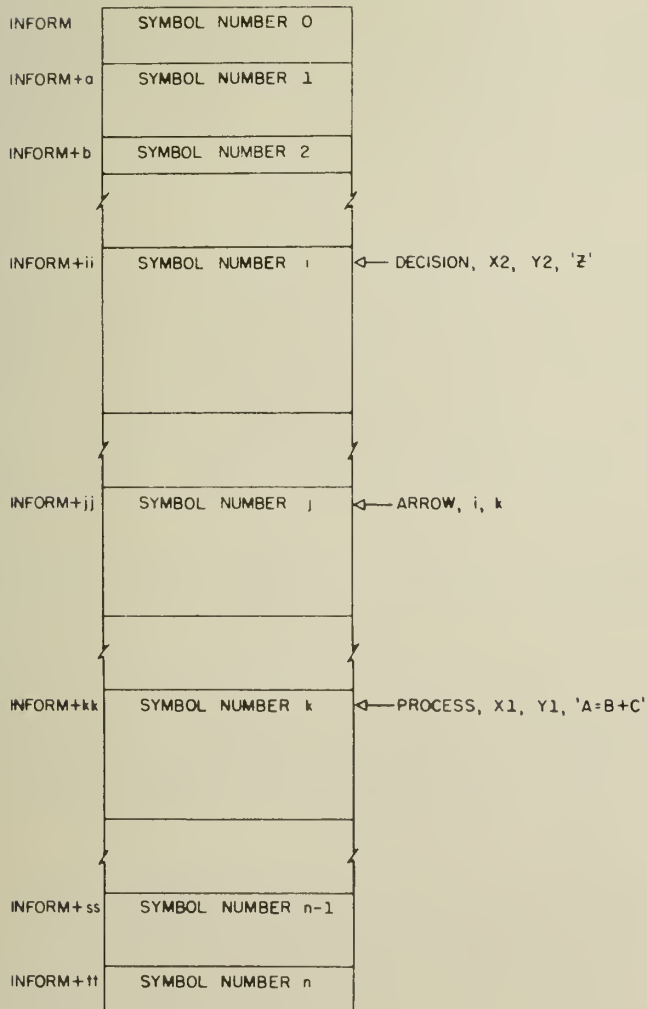 INFORM SYMBOL NUMBER 0
INFORM+a SYMBOL NUMBER 1
INFORM+b SYMBOL NUMBER 2
INFORM+ii SYMBOL NUMBER i DECISION, X2, Y2, 'Z'
INFORM+jj SYMBOL NUMBER j ARROW, i, k
INFORM+kk SYMBOL NUMBER k PROCESS, X1, Y1, 'A=B+C'
INFORM+ss SYMBOL NUMBER n-1
INFORM+tt SYMBOL NUMBER n